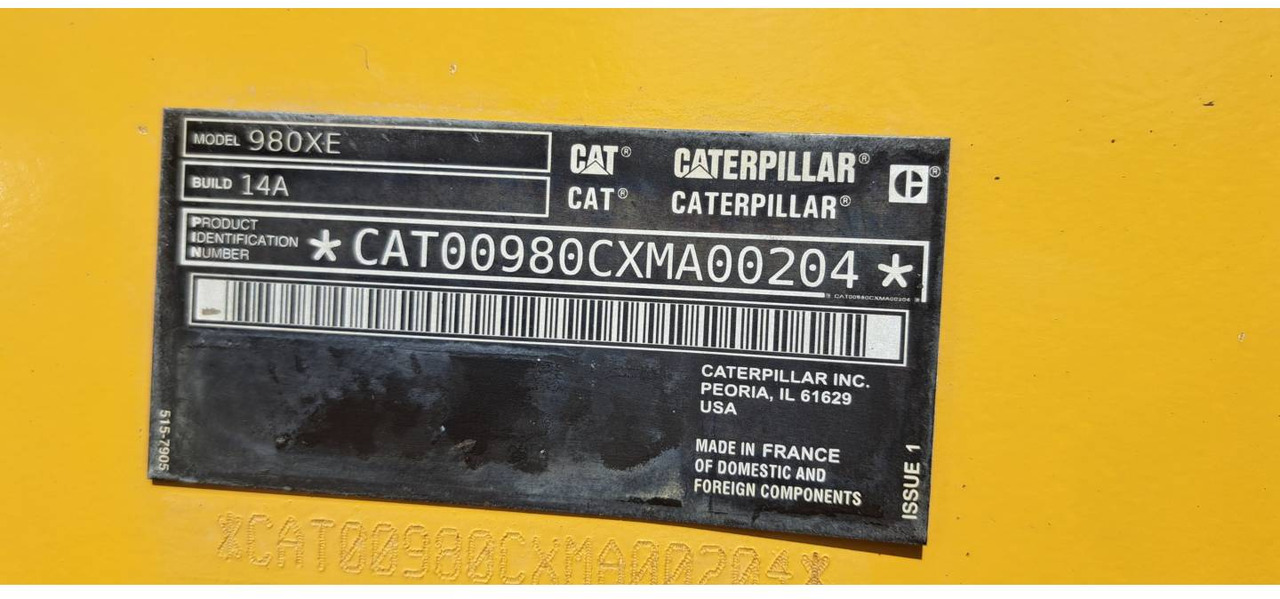 MODEL 980XE
BUILD 14A
CAT® CATERPILLAR®
CAT® CATERPILLAR®
PRODUCT
IDENTIFICATION
NUMBER
*CAT00980CXMA00204*
CAT00980CXMA00204
CATERPILLAR INC.
PEORIA, IL 61629
USA
MADE IN FRANCE
OF DOMESTIC AND
FOREIGN COMPONENTS
515-7905
ISSUE 1
*CAT00980CXMA00204*